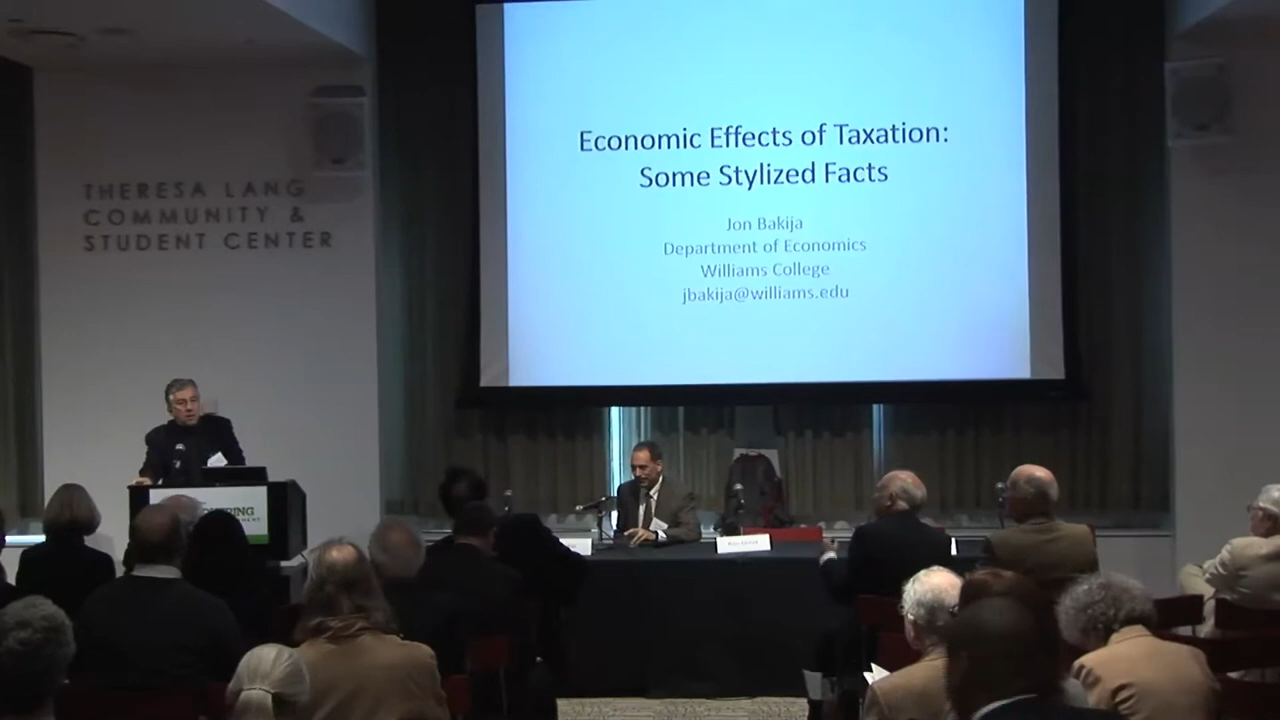 Economic Effects of Taxation:
Some Stylized Facts
Jon Bakija
Department of Economics
Williams College
jbakija@williams.edu
THERESA LANG
COMMUNITY &
STUDENT CENTER